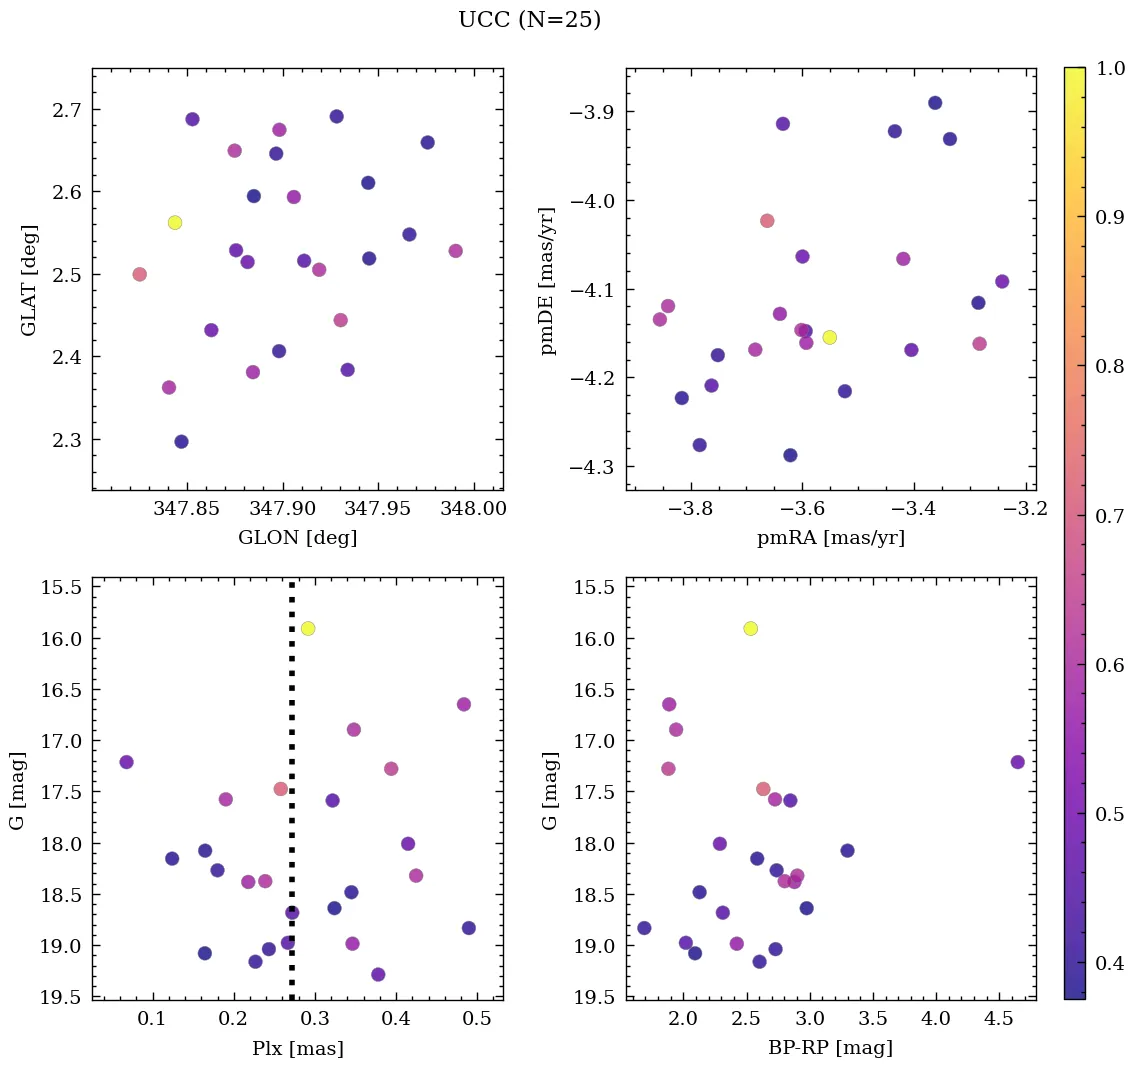 UCC (N=25)
2.7
2.6
2.5
2.4
2.3
GLAT [deg]
347.85 347.90 347.95 348.00
GLON [deg]
−3.9
−4.0
−4.1
−4.2
−4.3
pmDE [mas/yr]
−3.8 −3.6 −3.4 −3.2
pmRA [mas/yr]
1.0
0.9
0.8
0.7
0.6
0.5
0.4
15.5
16.0
16.5
17.0
17.5
18.0
18.5
19.0
19.5
G [mag]
0.1 0.2 0.3 0.4 0.5
Plx [mas]
15.5
16.0
16.5
17.0
17.5
18.0
18.5
19.0
19.5
G [mag]
2.0 2.5 3.0 3.5 4.0 4.5
BP-RP [mag]